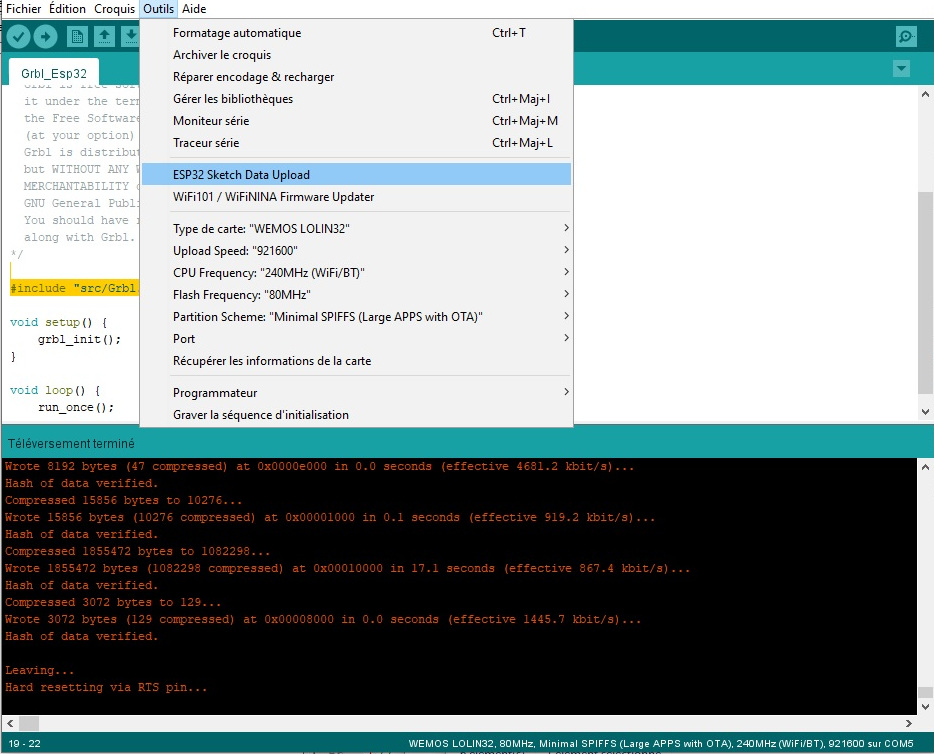 Fichier Édition Croquis Outils Aide
Formatage automatique Ctrl+T
Archiver le croquis
Réparer encodage & recharger
Gérer les bibliothèques Ctrl+Maj+I
Moniteur série Ctrl+Maj+M
Traceur série Ctrl+Maj+L
ESP32 Sketch Data Upload
WiFi101 / WiFiNINA Firmware Updater
Type de carte: "WEMOS LOLIN32"
Upload Speed: "921600"
CPU Frequency: "240MHz (WiFi/BT)"
Flash Frequency: "80MHz"
Partition Scheme: "Minimal SPIFFS (Large APPS with OTA)"
Port
Récupérer les informations de la carte
Programmateur
Graver la séquence d'initialisation
Grbl_Esp32
Grbl is free sof
it under the ter
the Free Software
(at your option)
Grbl is distribut
but WITHOUT ANY W
MERCHANTABILITY
GNU General Publi
You should have
along with Grbl.
*/
#include "src/Grbl
void setup() {
grbl_init();
}
void loop() {
run_once();
Téléversement terminé
Wrote 8192 bytes (47 compressed) at 0x0000e000 in 0.0 seconds (effective 4681.2 kbit/s)...
Hash of data verified.
Compressed 15856 bytes to 10276...
Wrote 15856 bytes (10276 compressed) at 0x00001000 in 0.1 seconds (effective 919.2 kbit/s)...
Hash of data verified.
Compressed 1855472 bytes to 1082298...
Wrote 1855472 bytes (1082298 compressed) at 0x00010000 in 17.1 seconds (effective 867.4 kbit/s)...
Hash of data verified.
Compressed 3072 bytes to 129...
Wrote 3072 bytes (129 compressed) at 0x00008000 in 0.0 seconds (effective 1445.7 kbit/s)...
Hash of data verified.
Leaving...
Hard resetting via RTS pin...
19 - 22 WEMOS LOLIN32, 80MHz, Minimal SPIFFS (Large APPS with OTA), 240MHz (WiFi/BT), 921600 sur COM5